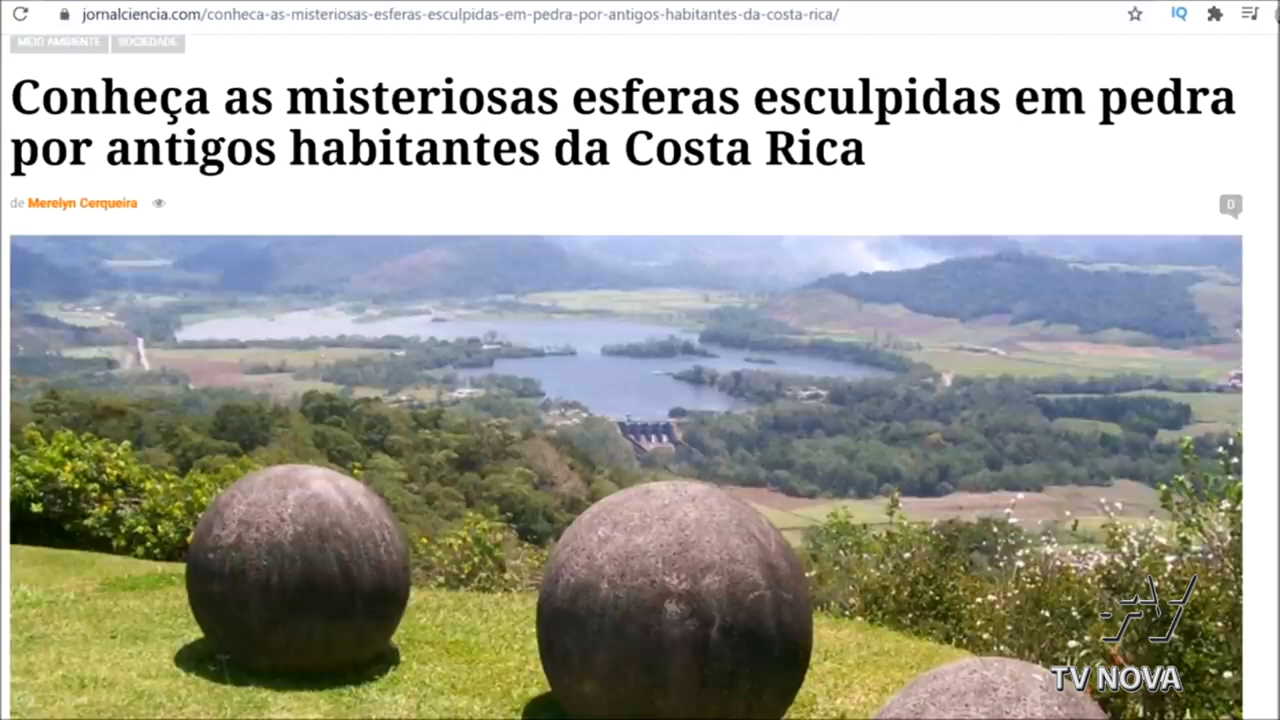 jornalciencia.com/conheca-as-misteriosas-esferas-esculpidas-em-pedra-por-antigos-habitantes-da-costa-rica/
IQ
MEIO AMBIENTE SOCIEDADE
Conheça as misteriosas esferas esculpidas em pedra
por antigos habitantes da Costa Rica
de Merelyn Cerqueira
0
TV NOVA